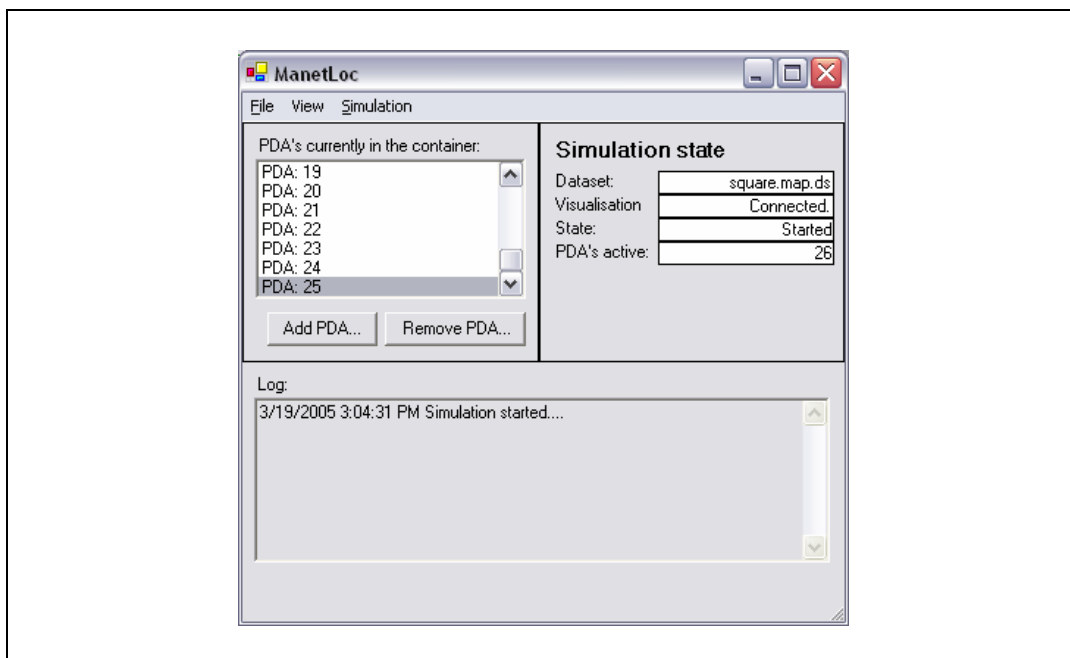 ManetLoc
File View Simulation
PDA's currently in the container:
PDA: 19
PDA: 20
PDA: 21
PDA: 22
PDA: 23
PDA: 24
PDA: 25
Add PDA...
Remove PDA...
Simulation state
Dataset: square.map.ds
Visualisation Connected.
State: Started
PDA's active: 26
Log:
3/19/2005 3:04:31 PM Simulation started....